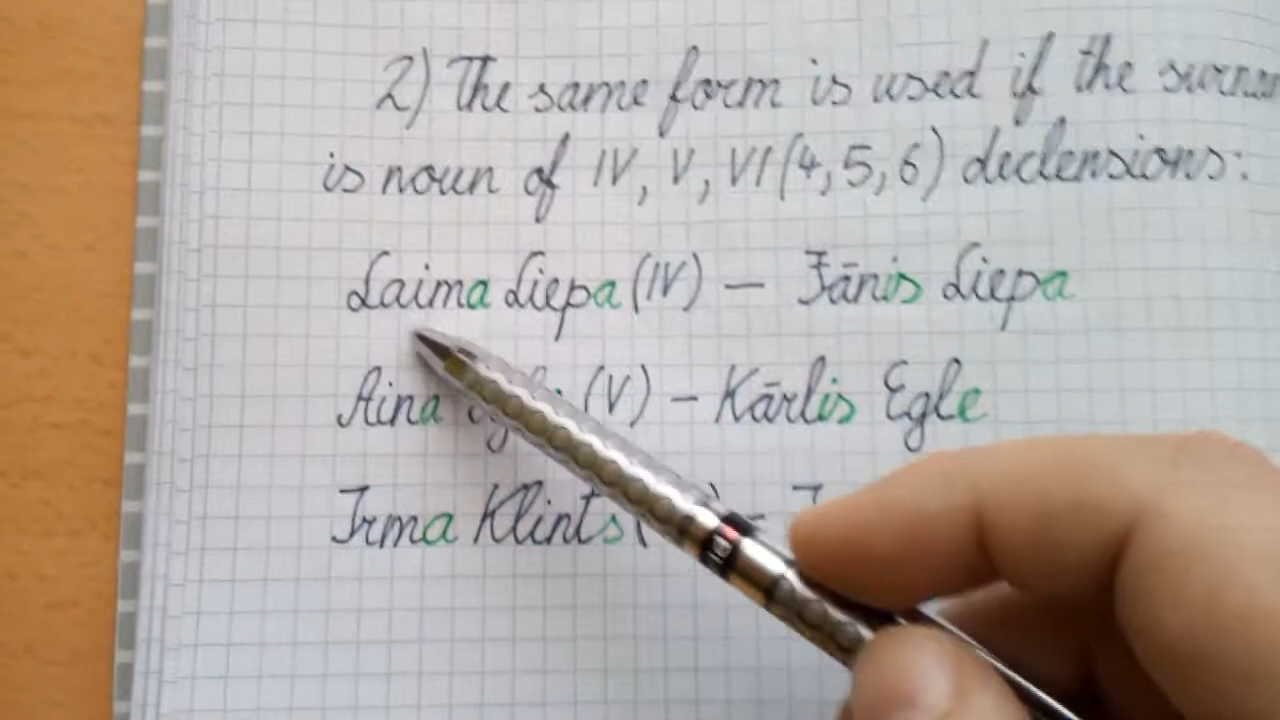 2) The same form is used if the
is noun of IV, V, VI (4, 5, 6) declensions:
Laima Liepa (IV) – Jānis Liepa
Aina (V) – Kārlis Egle
Irma Klints